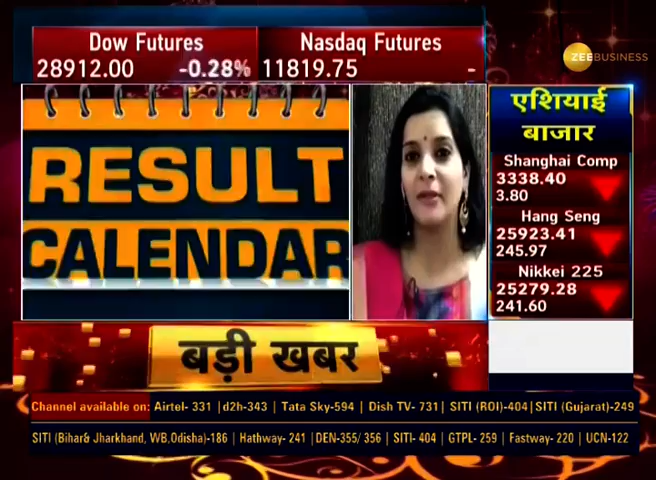 Dow Futures
28912.00 -0.28%
Nasdaq Futures
11819.75 -
ZEE BUSINESS
RESULT
CALENDAR
एशियाई
बाजार
Shanghai Comp
3338.40
3.80
Hang Seng
25923.41
245.97
Nikkei 225
25279.28
241.60
बड़ी खबर
Channel available on: Airtel- 331 | d2h-343 | Tata Sky-594 | Dish TV- 731| SITI (ROI)-404| SITI (Gujarat)-249
SITI (Bihar& Jharkhand, WB,Odisha)-186 | Hathway- 241 |DEN-355/ 356 | SITI- 404 | GTPL- 259 | Fastway- 220 | UCN-122